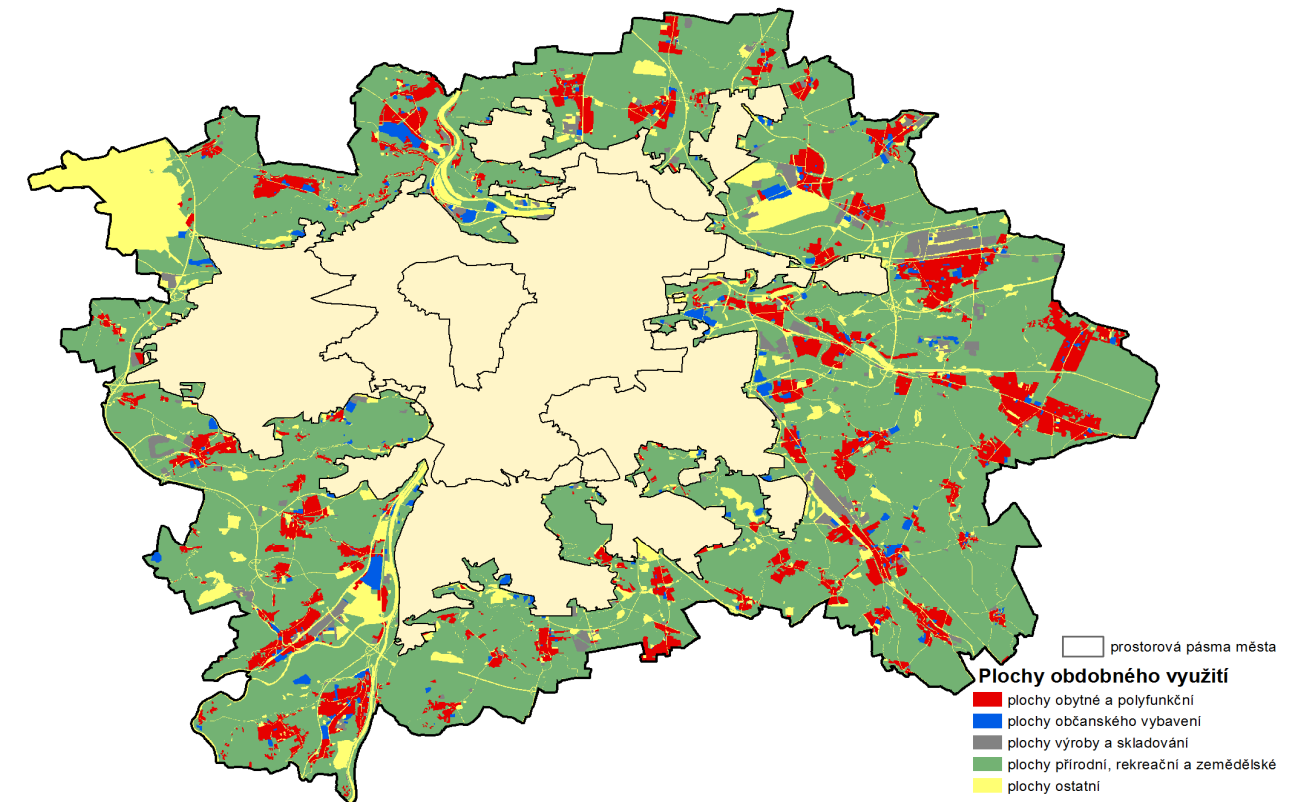 prostorová pásma města
Plochy obdobného využití
plochy obytné a polyfunkční
plochy občanského vybavení
plochy výroby a skladování
plochy přírodní, rekreační a zemědělské
plochy ostatní